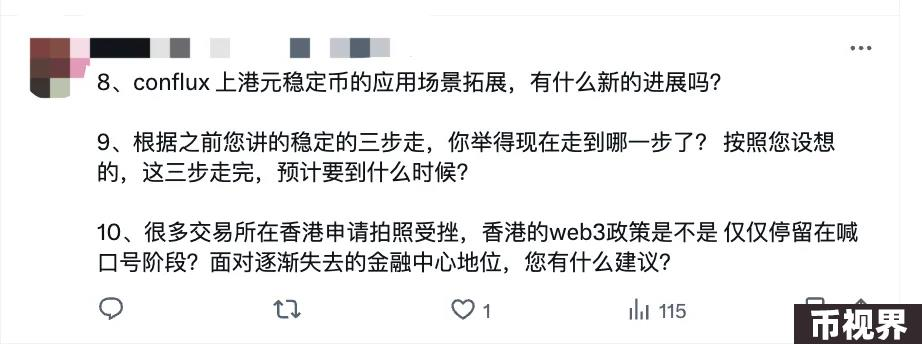 8、conflux 上港元稳定币的应用场景拓展，有什么新的进展吗？
9、根据之前您讲的稳定的三步走，你举得现在走到哪一步了？ 按照您设想
的，这三步走完，预计要到什么时候？
10、很多交易所在香港申请拍照受挫，香港的web3政策是不是 仅仅停留在喊
口号阶段？面对逐渐失去的金融中心地位，您有什么建议？
1
115
币视界